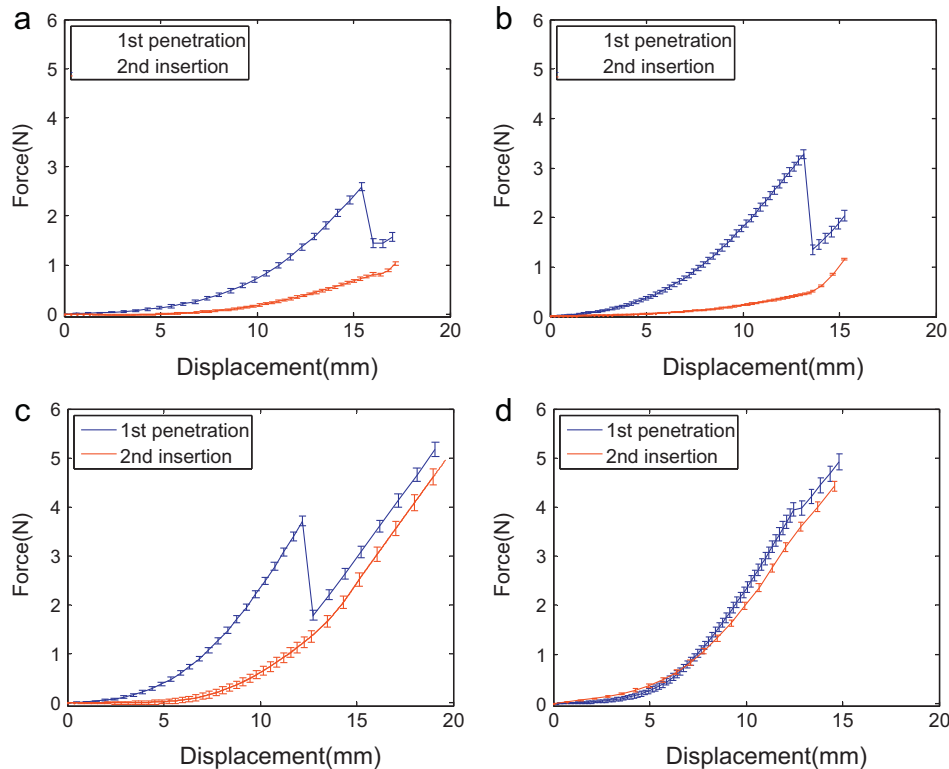 a
6
5
4
3
2
1
0
0 5 10 15 20
Force(N)
Displacement(mm)
1st penetration
2nd insertion
b
6
5
4
3
2
1
0
0 5 10 15 20
Force(N)
Displacement(mm)
1st penetration
2nd insertion
c
6
5
4
3
2
1
0
0 5 10 15 20
Force(N)
Displacement(mm)
1st penetration
2nd insertion
d
6
5
4
3
2
1
0
0 5 10 15 20
Force(N)
Displacement(mm)
1st penetration
2nd insertion